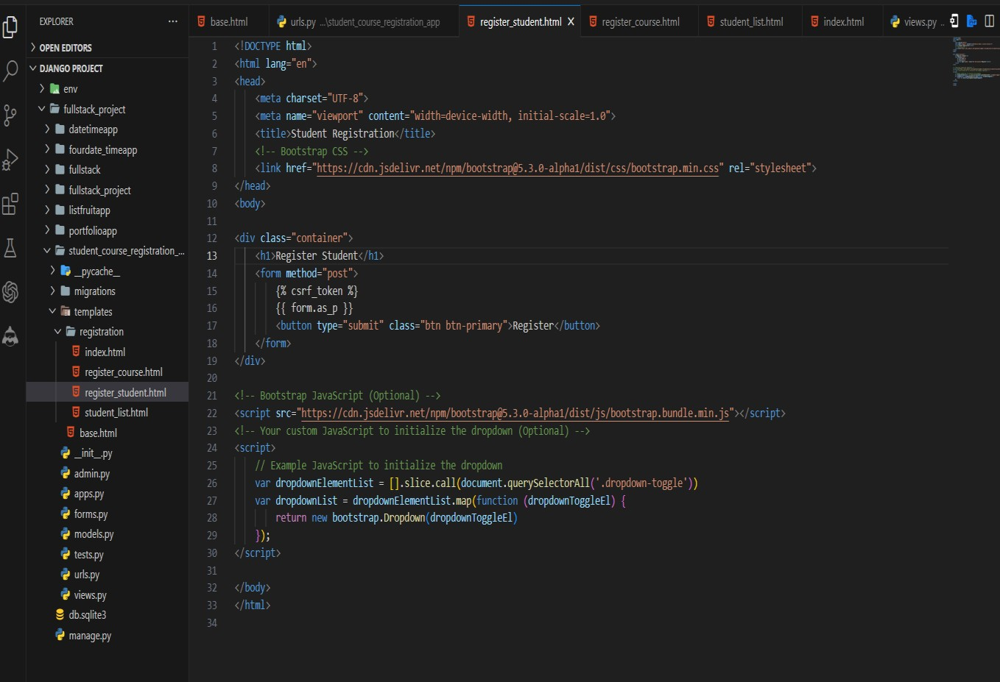 EXPLORER
···
OPEN EDITORS
DJANGO PROJECT
env
fullstack_project
datetimeapp
fourdate_timeapp
fullstack
fullstack_project
listfruitapp
portfolioapp
student_course_registration_...
__pycache__
migrations
templates
registration
index.html
register_course.html
register_student.html
student_list.html
base.html
__init__.py
admin.py
apps.py
forms.py
models.py
tests.py
urls.py
views.py
db.sqlite3
manage.py
base.html urls.py ...\student_course_registration_app register_student.html X register_course.html student_list.html index.html views.py ..
1 <!DOCTYPE html>
2 <html lang="en">
3 <head>
4 <meta charset="UTF-8">
5 <meta name="viewport" content="width=device-width, initial-scale=1.0">
6 <title>Student Registration</title>
7 <!-- Bootstrap CSS -->
8 <link href="https://cdn.jsdelivr.net/npm/bootstrap@5.3.0-alpha1/dist/css/bootstrap.min.css" rel="stylesheet">
9 </head>
10 <body>
11
12 <div class="container">
13 <h1>Register Student</h1>
14 <form method="post">
15 {% csrf_token %}
16 {{ form.as_p }}
17 <button type="submit" class="btn btn-primary">Register</button>
18 </form>
19 </div>
20
21 <!-- Bootstrap JavaScript (Optional) -->
22 <script src="https://cdn.jsdelivr.net/npm/bootstrap@5.3.0-alpha1/dist/js/bootstrap.bundle.min.js"></script>
23 <!-- Your custom JavaScript to initialize the dropdown (Optional) -->
24 <script>
25 // Example JavaScript to initialize the dropdown
26 var dropdownElementList = [].slice.call(document.querySelectorAll('.dropdown-toggle'))
27 var dropdownList = dropdownElementList.map(function (dropdownToggleEl) {
28 return new bootstrap.Dropdown(dropdownToggleEl)
29 });
30 </script>
31
32 </body>
33 </html>
34